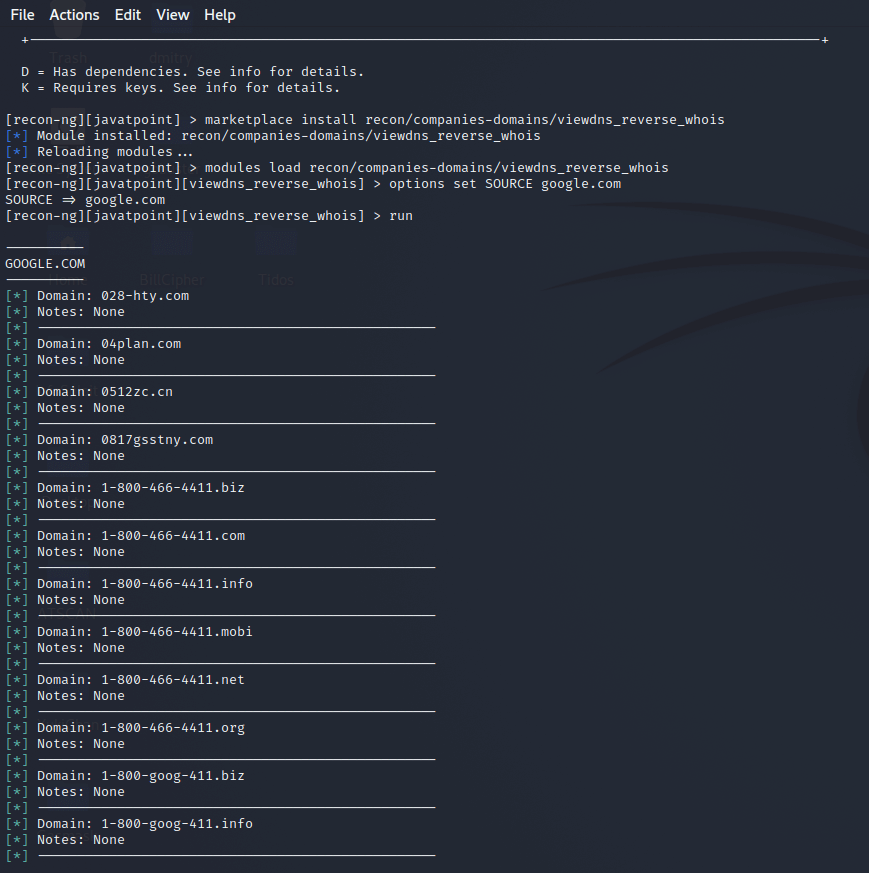 File Actions Edit View Help
Trash dmitry
D = Has dependencies. See info for details.
K = Requires keys. See info for details.
[recon-ng][javatpoint] > marketplace install recon/companies-domains/viewdns_reverse_whois
[*] Module installed: recon/companies-domains/viewdns_reverse_whois
[*] Reloading modules...
[recon-ng][javatpoint] > modules load recon/companies-domains/viewdns_reverse_whois
[recon-ng][javatpoint][viewdns_reverse_whois] > options set SOURCE google.com
SOURCE => google.com
[recon-ng][javatpoint][viewdns_reverse_whois] > run
----------
GOOGLE.COM
----------
Home BillCipher Tidos
[*] Domain: 028-hty.com
[*] Notes: None
[*] --------------------------------------------------
[*] Domain: 04plan.com
[*] Notes: None
[*] --------------------------------------------------
[*] Domain: 0512zc.cn
[*] Notes: None
[*] --------------------------------------------------
[*] Domain: 0817gsstny.com
[*] Notes: None
[*] --------------------------------------------------
[*] Domain: 1-800-466-4411.biz
[*] Notes: None
[*] --------------------------------------------------
[*] Domain: 1-800-466-4411.com
[*] Notes: None
[*] --------------------------------------------------
[*] Domain: 1-800-466-4411.info
[*] Notes: None
[*] --------------------------------------------------
[*] Domain: 1-800-466-4411.mobi
[*] Notes: None
[*] --------------------------------------------------
[*] Domain: 1-800-466-4411.net
[*] Notes: None
[*] --------------------------------------------------
[*] Domain: 1-800-466-4411.org
[*] Notes: None
[*] --------------------------------------------------
[*] Domain: 1-800-goog-411.biz
[*] Notes: None
[*] --------------------------------------------------
[*] Domain: 1-800-goog-411.info
[*] Notes: None
[*] --------------------------------------------------